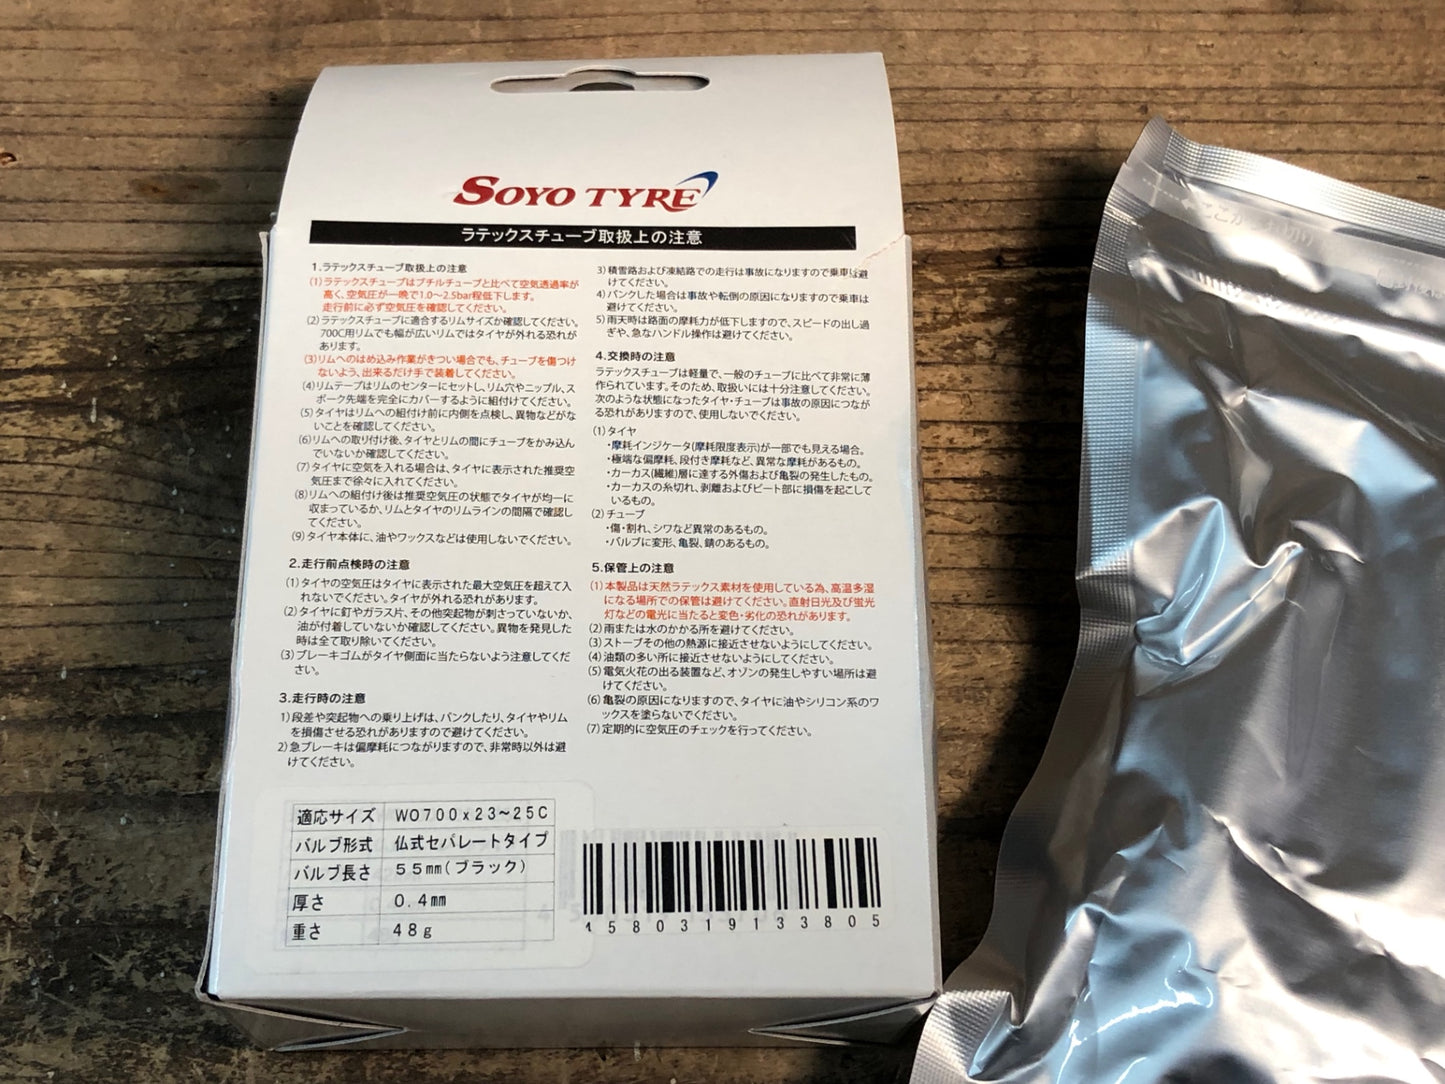 SOYO TYRE
ラテックスチューブ取扱上の注意
1.ラテックスチューブ取扱上の注意
(1)ラテックスチューブはブチルチューブと比べて空気透過率が
高く、空気圧が一晩で1.0〜2.5bar程低下します。
走行前に必ず空気圧を確認してください。
(2)ラテックスチューブに適合するリムサイズか確認してください。
700C用リムでも幅が広いリムではタイヤが外れる恐れが
あります。
(3)リムへのはめ込み作業がきつい場合でも、チューブを傷つけ
ないよう、出来るだけ手で装着してください。
(4)リムテープはリムのセンターにセットし、リム穴やニップル、ス
ポーク先端を完全にカバーするように組付けてください。
(5)タイヤはリムへの組付け前に内側を点検し、異物などがな
いことを確認してください。
(6)リムへの取り付け後、タイヤとリムの間にチューブをかみ込ん
でいないか確認してください。
(7)タイヤに空気を入れる場合は、タイヤに表示された推奨空
気圧まで徐々に入れてください。
(8)リムへの組付け後は推奨空気圧の状態でタイヤが均一に
収まっているか、リムとタイヤのリムラインの間隔で確認し
てください。
(9)タイヤ本体に、油やワックスなどは使用しないでください。
2.走行前点検時の注意
(1)タイヤの空気圧はタイヤに表示された最大空気圧を超えて入
れないでください。タイヤが外れる恐れがあります。
(2)タイヤに釘やガラス片、その他突起物が刺さっていないか、
油が付着していないか確認してください。異物を発見した
時は全て取り除いてください。
(3)ブレーキゴムがタイヤ側面に当たらないよう注意してくだ
さい。
3.走行時の注意
1)段差や突起物への乗り上げは、パンクしたり、タイヤやリム
を損傷させる恐れがありますので避けてください。
2)急ブレーキは偏摩耗につながりますので、非常時以外は避
けてください。
3)積雪路および凍結路での走行は事故になりますので乗車は避
けてください。
4)パンクした場合は事故や転倒の原因になりますので乗車は
避けてください。
5)雨天時は路面の摩耗力が低下しますので、スピードの出し過
ぎや、急なハンドル操作は避けてください。
4.交換時の注意
ラテックスチューブは軽量で、一般のチューブに比べて非常に薄
作られています。そのため、取扱いには十分注意してください。
次のような状態になったタイヤ・チューブは事故の原因につなが
る恐れがありますので、使用しないでください。
(1)タイヤ
・摩耗インジケータ(摩耗限度表示)が一部でも見える場合。
・極端な偏摩耗、段付き摩耗など、異常な摩耗があるもの。
・カーカス(繊維)層に達する外傷および亀裂の発生したもの。
・カーカスの糸切れ、剥離およびビート部に損傷を起こして
いるもの。
(2)チューブ
・傷・割れ、シワなど異常のあるもの。
・バルブに変形、亀裂、錆のあるもの。
5.保管上の注意
(1)本製品は天然ラテックス素材を使用している為、高温多湿
になる場所での保管は避けてください。直射日光及び蛍光
灯などの電光に当たると変色・劣化の恐れがあります。
(2)雨または水のかかる所を避けてください。
(3)ストーブその他の熱源に接近させないようにしてください。
(4)油類の多い所に接近させないようにしてください。
(5)電気火花の出る装置など、オゾンの発生しやすい場所は避
けてください。
(6)亀裂の原因になりますので、タイヤに油やシリコン系のワ
ックスを塗らないでください。
(7)定期的に空気圧のチェックを行ってください。
適応サイズ WO700x23〜25C
バルブ形式 仏式セパレートタイプ
バルブ長さ 55mm(ブラック)
厚さ 0.4mm
重さ 48g
4580319133805